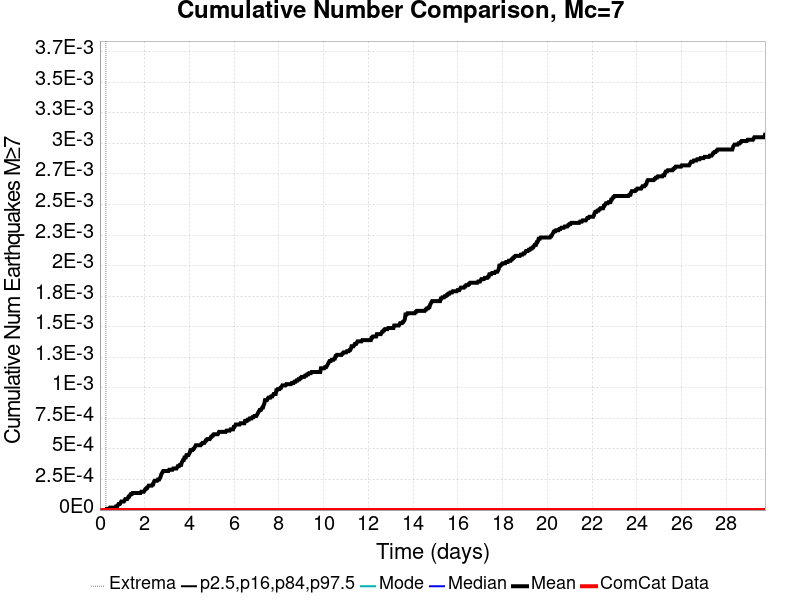 Cumulative Number Comparison, Mc=7
Cumulative Num Earthquakes M≥7
3.7E-3
3.5E-3
3.3E-3
3E-3
2.7E-3
2.5E-3
2.3E-3
2E-3
1.8E-3
1.5E-3
1.3E-3
1E-3
7.5E-4
5E-4
2.5E-4
0E0
0 2 4 6 8 10 12 14 16 18 20 22 24 26 28
Time (days)
Extrema p2.5,p16,p84,p97.5 Mode Median Mean ComCat Data